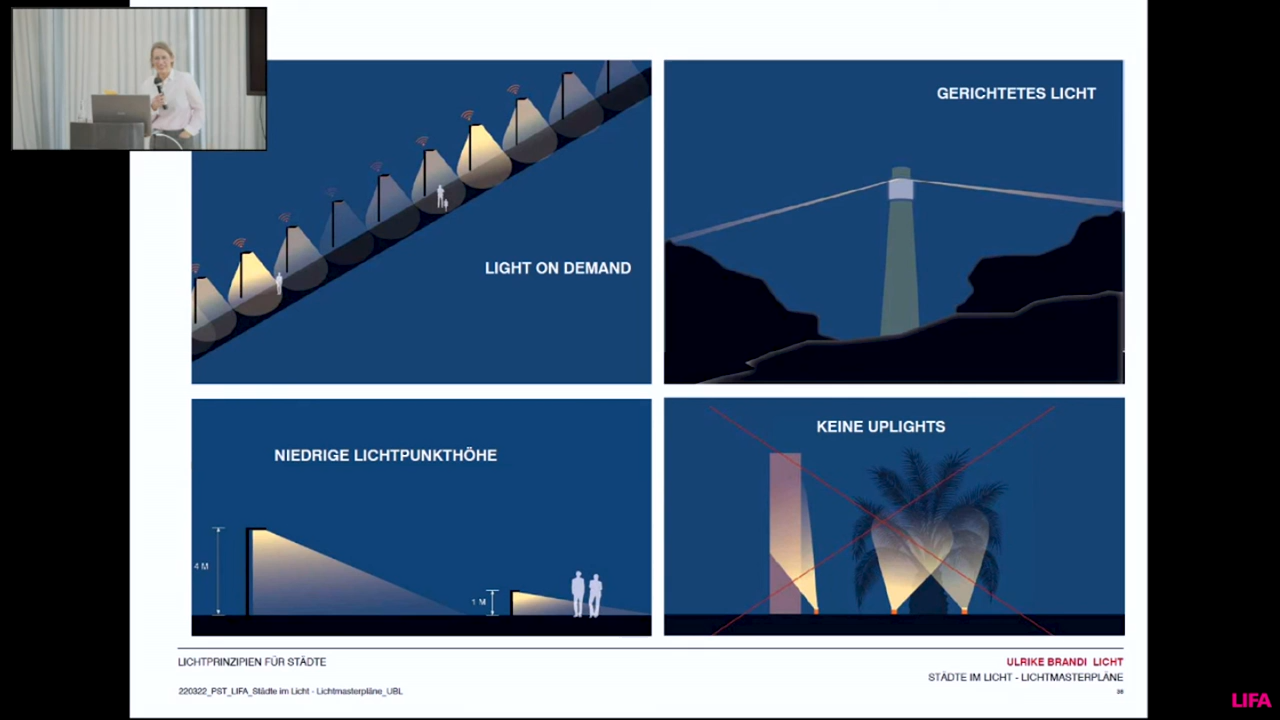 LIGHT ON DEMAND
GERICHTETES LICHT
NIEDRIGE LICHTPUNKTHÖHE
4 M
1 M
KEINE UPLIGHTS
LICHTPRINZIPIEN FÜR STÄDTE
220322_PST_LIFA_Städte im Licht - Lichtmasterpläne_UBL
ULRIKE BRANDI LICHT
STÄDTE IM LICHT - LICHTMASTERPLÄNE
LIFA